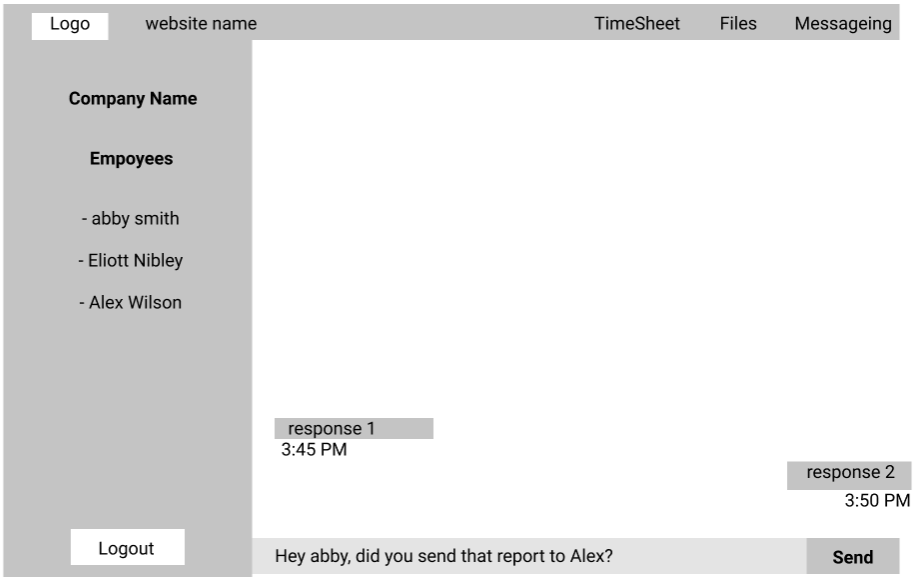 Logo website name TimeSheet Files Messageing
Company Name
Empoyees
- abby smith
- Eliott Nibley
- Alex Wilson
response 1
3:45 PM
response 2
3:50 PM
Logout
Hey abby, did you send that report to Alex? Send